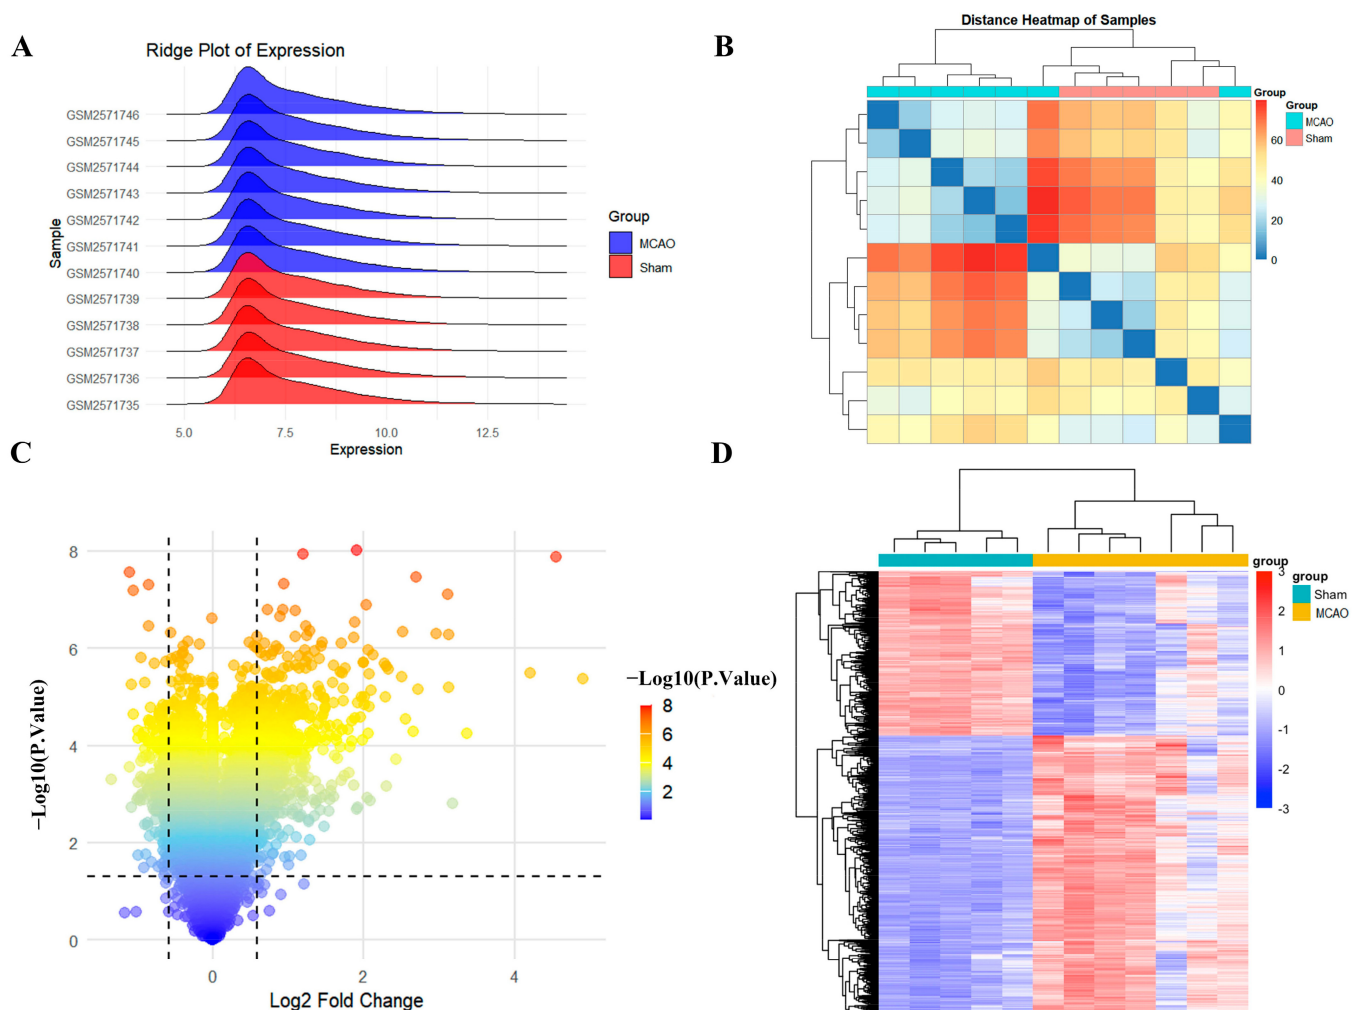 A
Ridge Plot of Expression
GSM2571746
GSM2571745
GSM2571744
GSM2571743
GSM2571742
GSM2571741
GSM2571740
GSM2571739
GSM2571738
GSM2571737
GSM2571736
GSM2571735
Sample
5.0 7.5 10.0 12.5
Expression
Group
MCAO
Sham
B
Distance Heatmap of Samples
Group
60
40
20
0
Group
MCAO
Sham
C
8
6
4
2
0
−Log10(P.Value)
0 2 4
Log2 Fold Change
−Log10(P.Value)
8
6
4
2
D
group
3
2
1
0
-1
-2
-3
group
Sham
MCAO